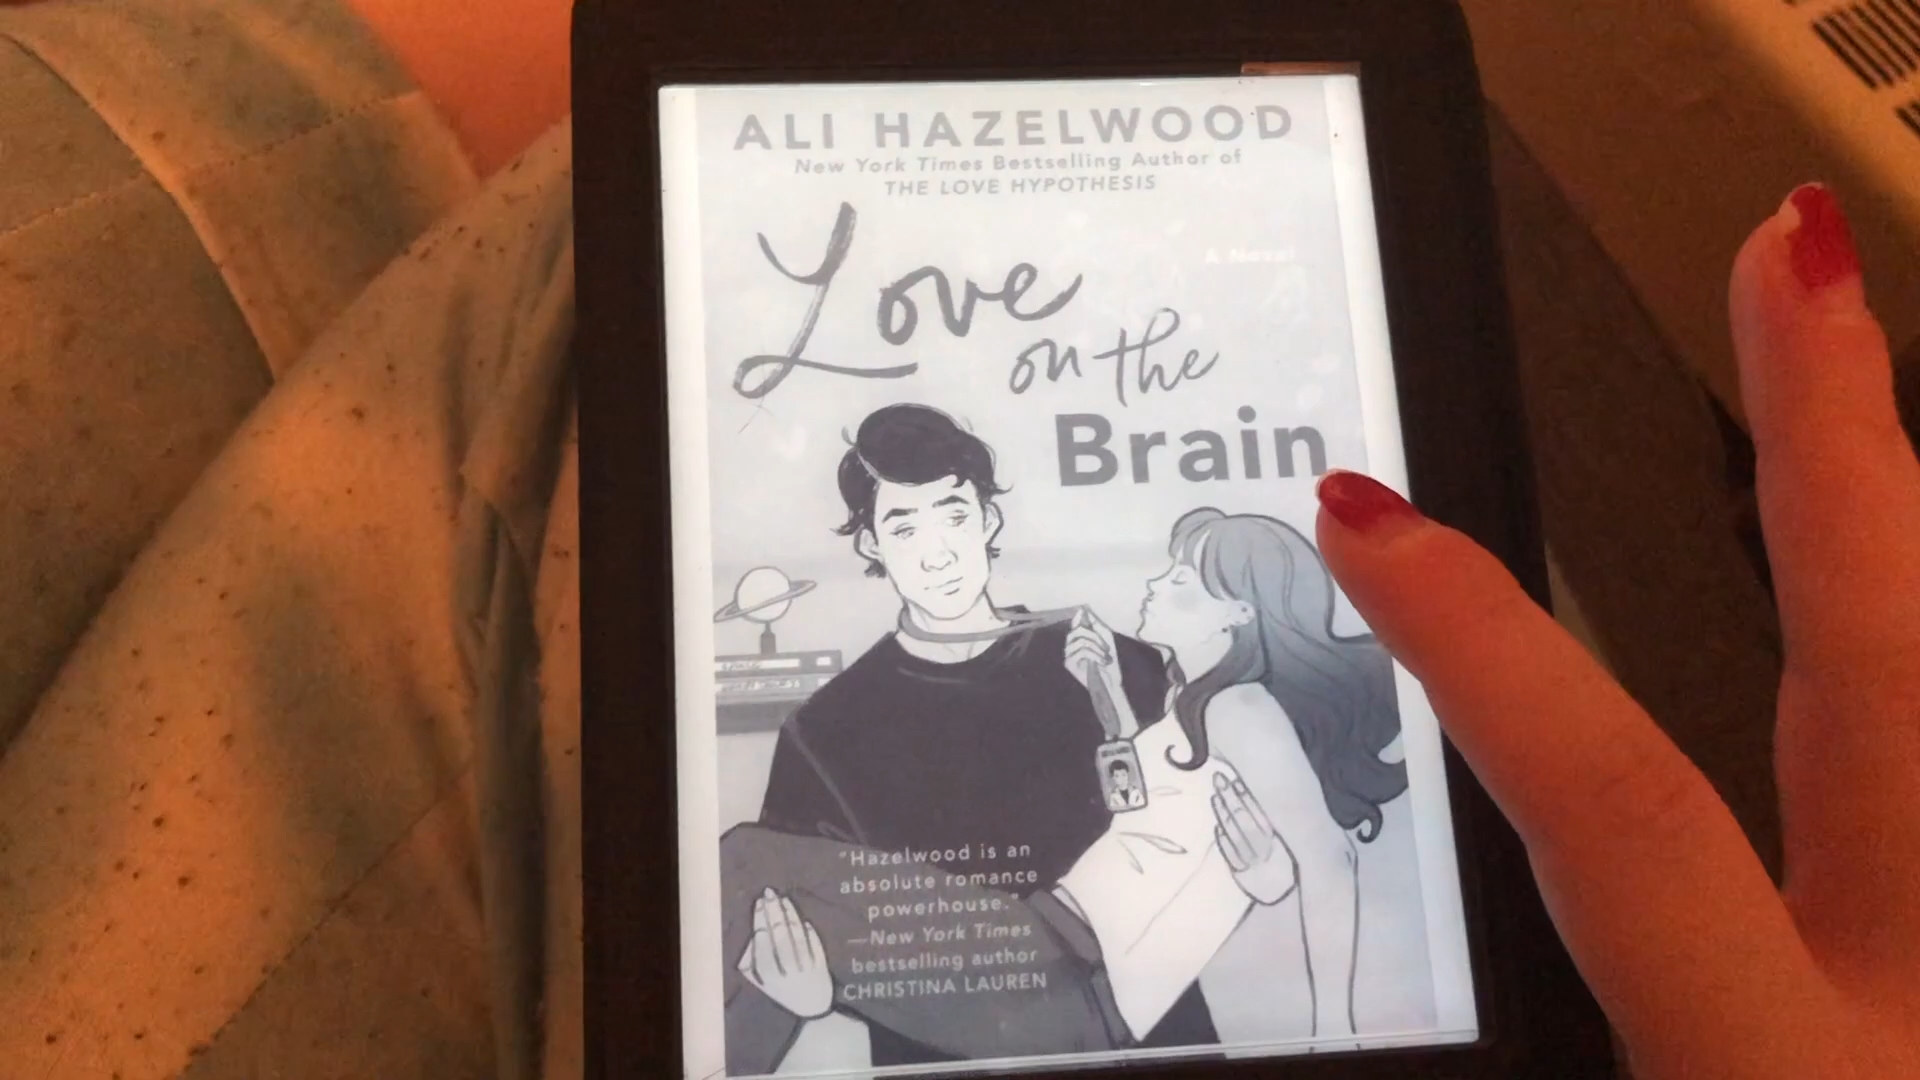 ALI HAZELWOOD
New York Times Bestselling Author of
THE LOVE HYPOTHESIS
A Novel
Love
on the
Brain
"Hazelwood is an
absolute romance
powerhouse."
—New York Times
bestselling author
CHRISTINA LAUREN